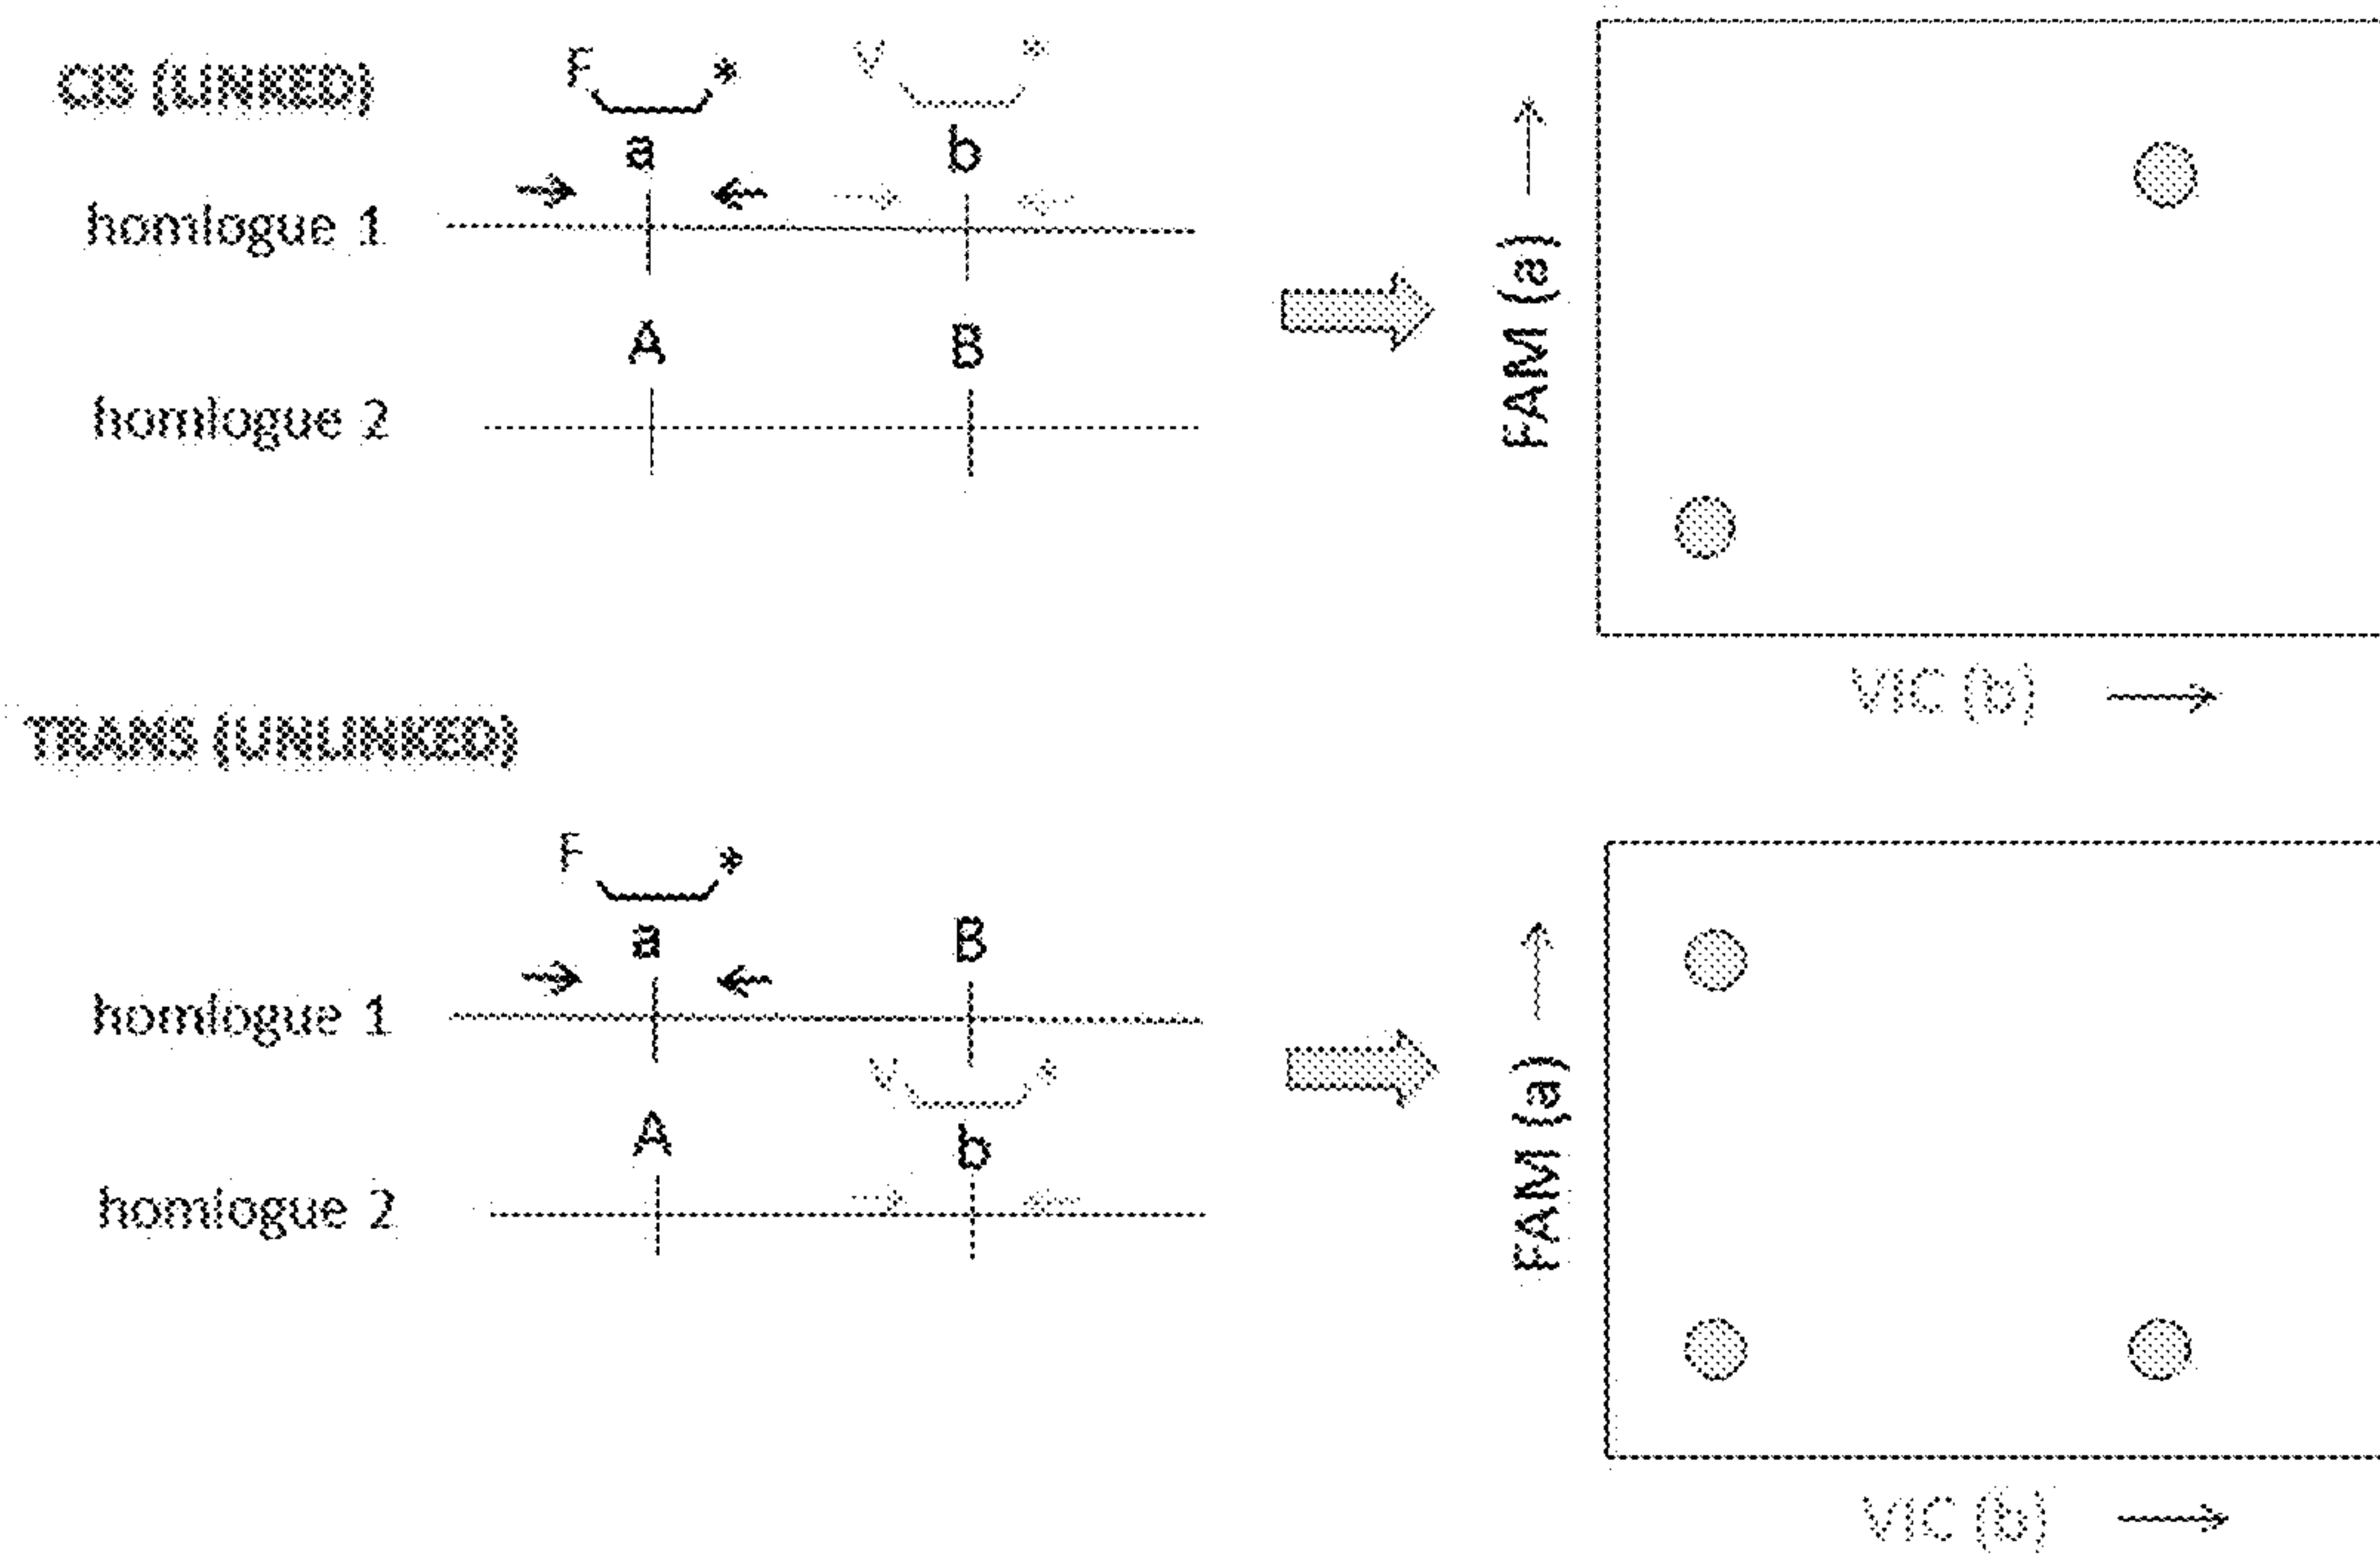 CIS (LINKED)
F * V *
a b
homlogue 1
A B
homlogue 2
FAM (a)
VIC (b)
TRANS (UNLINKED)
F *
a B
homlogue 1
V *
A b
homlogue 2
FAM (a)
VIC (b)